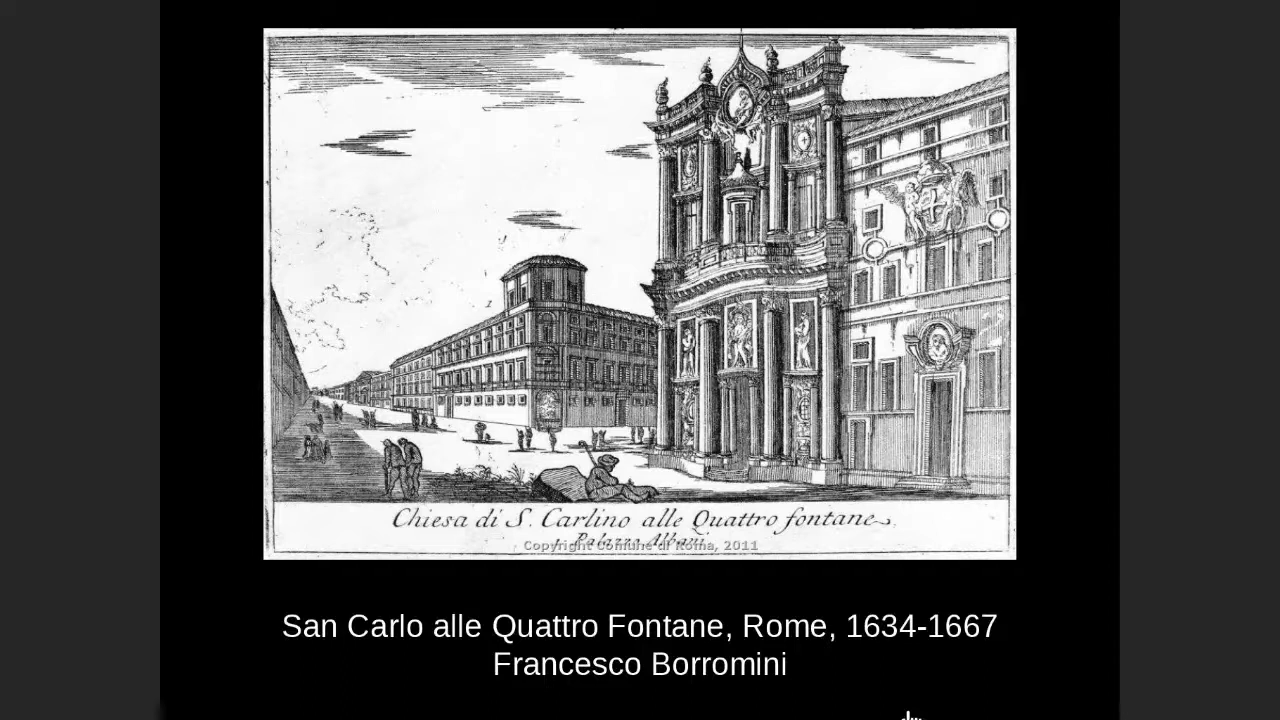 Chiesa di S. Carlino alle Quattro fontane
1. Palazzo Albani
Copyright Comune di Roma, 2011
San Carlo alle Quattro Fontane, Rome, 1634-1667
Francesco Borromini